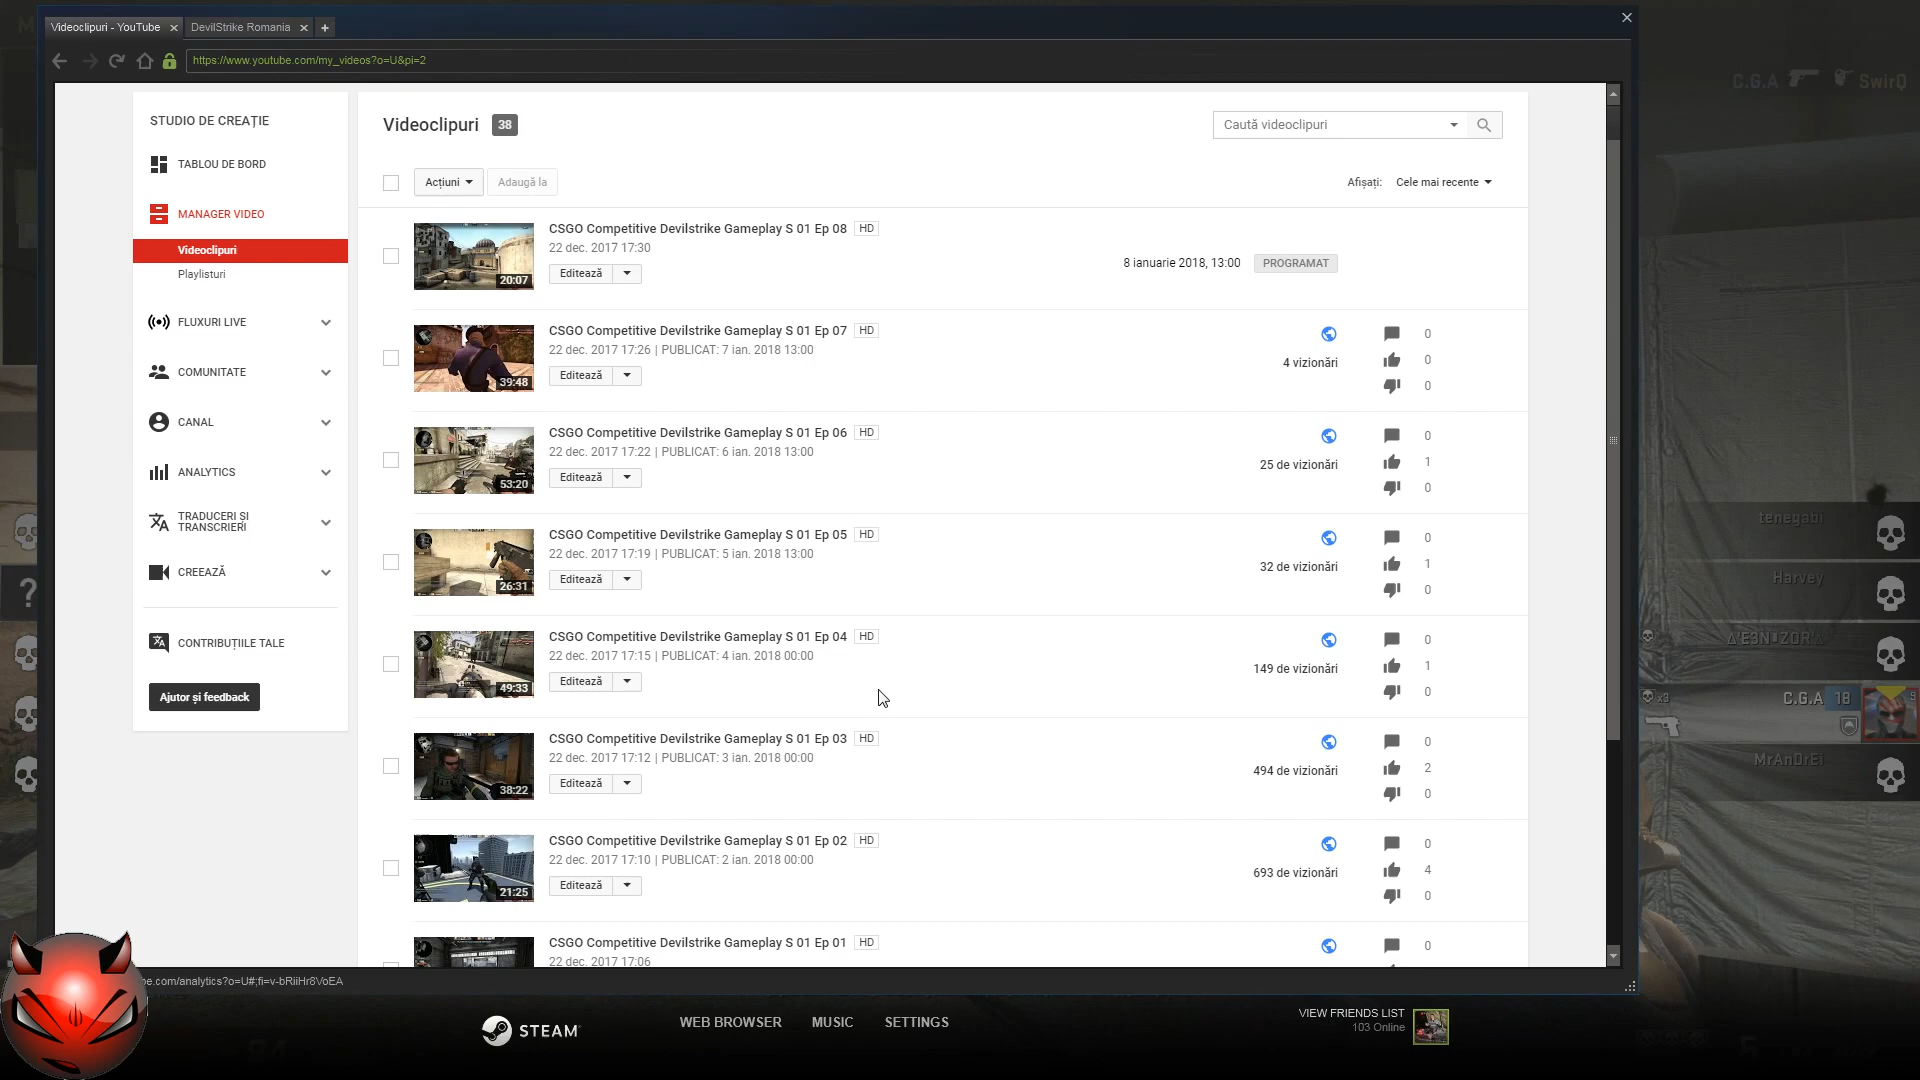 Videoclipuri - YouTube
DevilStrike Romania
https://www.youtube.com/my_videos?o=U&pi=2
C.G.A
SwirQ
STUDIO DE CREAȚIE
TABLOU DE BORD
MANAGER VIDEO
Videoclipuri
Playlisturi
FLUXURI LIVE
COMUNITATE
CANAL
ANALYTICS
TRADUCERI ȘI
TRANSCRIERI
CREEAZĂ
CONTRIBUȚIILE TALE
Ajutor și feedback
Videoclipuri 38
Caută videoclipuri
Acțiuni
Adaugă la
Afișați: Cele mai recente
CSGO Competitive Devilstrike Gameplay S 01 Ep 08 HD
22 dec. 2017 17:30
Editează
20:07
8 ianuarie 2018, 13:00 PROGRAMAT
CSGO Competitive Devilstrike Gameplay S 01 Ep 07 HD
22 dec. 2017 17:26 | PUBLICAT: 7 ian. 2018 13:00
Editează
39:48
4 vizionări
0
0
0
CSGO Competitive Devilstrike Gameplay S 01 Ep 06 HD
22 dec. 2017 17:22 | PUBLICAT: 6 ian. 2018 13:00
Editează
53:20
25 de vizionări
0
1
0
CSGO Competitive Devilstrike Gameplay S 01 Ep 05 HD
22 dec. 2017 17:19 | PUBLICAT: 5 ian. 2018 13:00
Editează
26:31
32 de vizionări
0
1
0
CSGO Competitive Devilstrike Gameplay S 01 Ep 04 HD
22 dec. 2017 17:15 | PUBLICAT: 4 ian. 2018 00:00
Editează
49:33
149 de vizionări
0
1
0
CSGO Competitive Devilstrike Gameplay S 01 Ep 03 HD
22 dec. 2017 17:12 | PUBLICAT: 3 ian. 2018 00:00
Editează
38:22
494 de vizionări
0
2
0
CSGO Competitive Devilstrike Gameplay S 01 Ep 02 HD
22 dec. 2017 17:10 | PUBLICAT: 2 ian. 2018 00:00
Editează
21:25
693 de vizionări
0
4
0
CSGO Competitive Devilstrike Gameplay S 01 Ep 01 HD
22 dec. 2017 17:06
0
tenegabi
Harvey
x3
C.G.A 18
9
MrAnDrEi
?
be.com/analytics?o=U#;fi=v-bRiiHr8VoEA
STEAM
WEB BROWSER
MUSIC
SETTINGS
VIEW FRIENDS LIST
103 Online